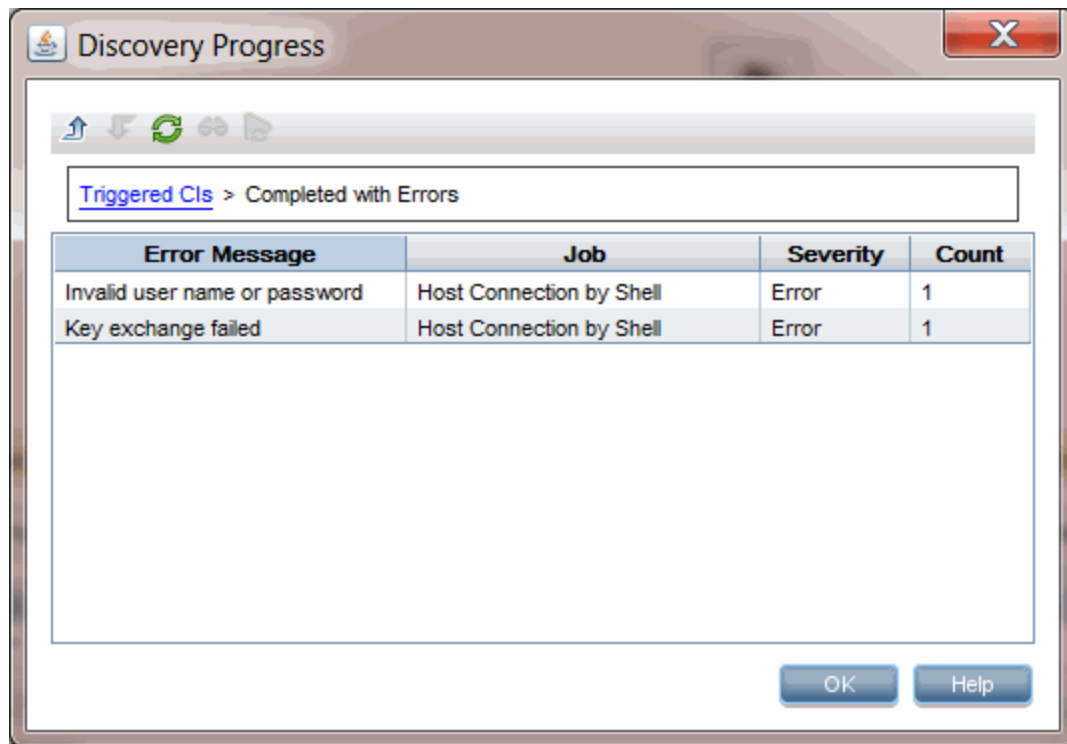 Discovery Progress
Triggered CIs > Completed with Errors
Error Message Job Severity Count
Invalid user name or password Host Connection by Shell Error 1
Key exchange failed Host Connection by Shell Error 1
OK Help